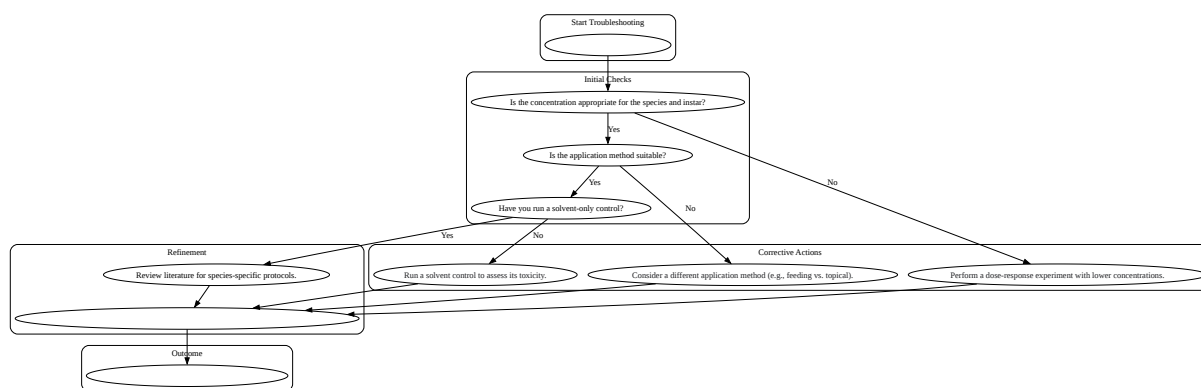 Start Troubleshooting
Initial Checks
Is the concentration appropriate for the species and instar?
Yes
Is the application method suitable?
Yes
No
Have you run a solvent-only control?
No
Yes
No
Refinement
Corrective Actions
Review literature for species-specific protocols.
Run a solvent control to assess its toxicity.
Consider a different application method (e.g., feeding vs. topical).
Perform a dose-response experiment with lower concentrations.
Outcome